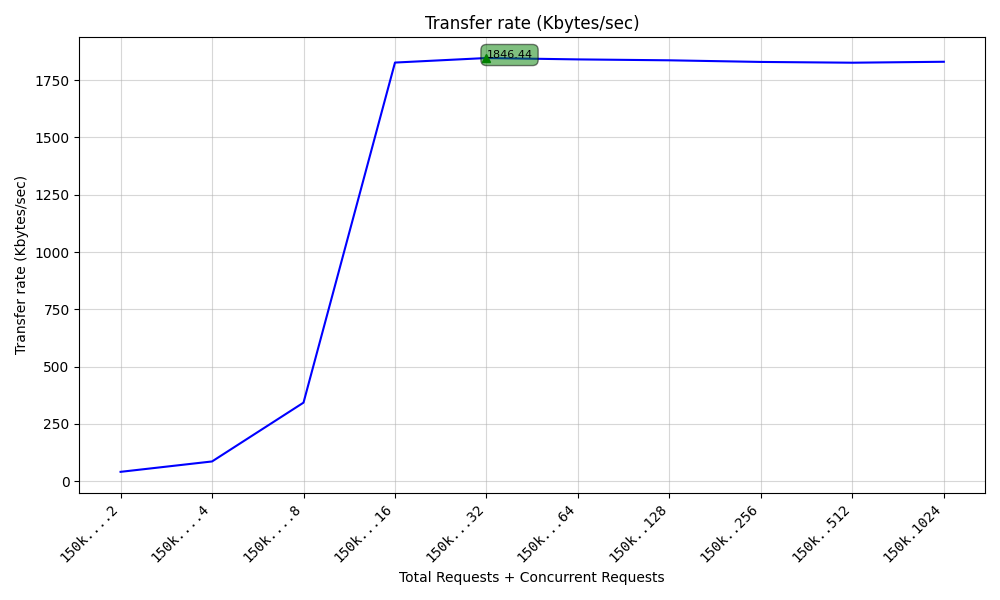 Transfer rate (Kbytes/sec)
1846.44
Transfer rate (Kbytes/sec)
1750
1500
1250
1000
750
500
250
0
150k....2
150k....4
150k....8
150k...16
150k...32
150k...64
150k..128
150k..256
150k..512
150k.1024
Total Requests + Concurrent Requests